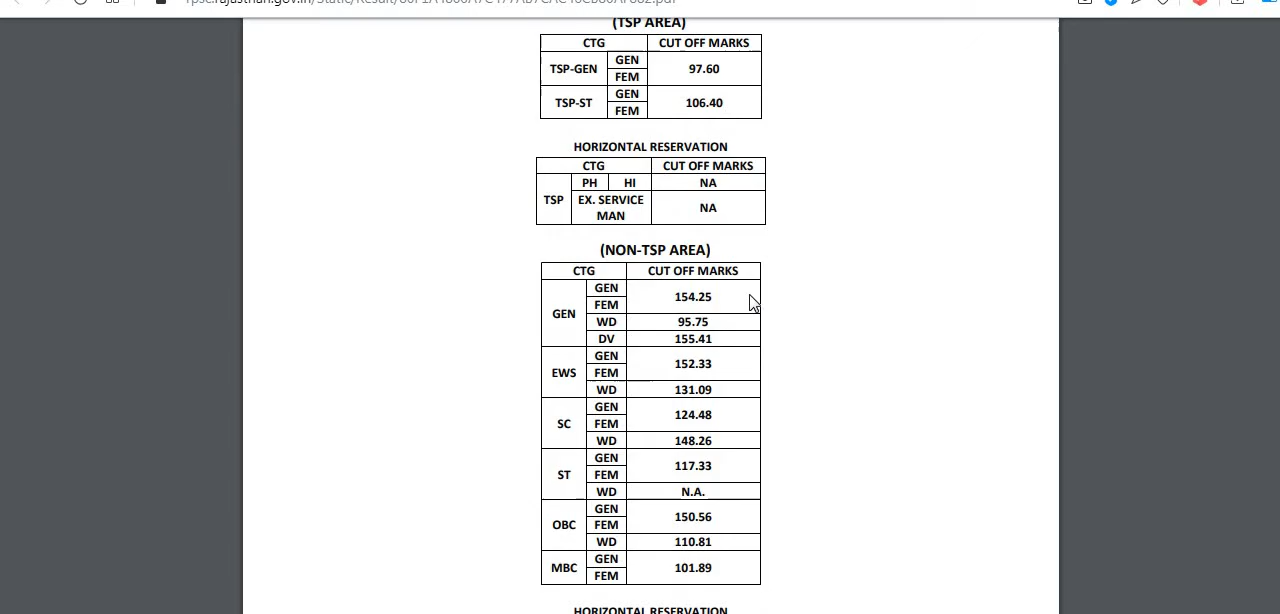 (TSP AREA)
CTG CUT OFF MARKS
TSP-GEN GEN 97.60
FEM
TSP-ST GEN 106.40
FEM
HORIZONTAL RESERVATION
CTG CUT OFF MARKS
TSP PH HI NA
EX. SERVICE MAN NA
(NON-TSP AREA)
CTG CUT OFF MARKS
GEN GEN 154.25
FEM
WD 95.75
DV 155.41
EWS GEN 152.33
FEM
WD 131.09
SC GEN 124.48
FEM
WD 148.26
ST GEN 117.33
FEM
WD N.A.
OBC GEN 150.56
FEM
WD 110.81
MBC GEN 101.89
FEM
HORIZONTAL RESERVATION